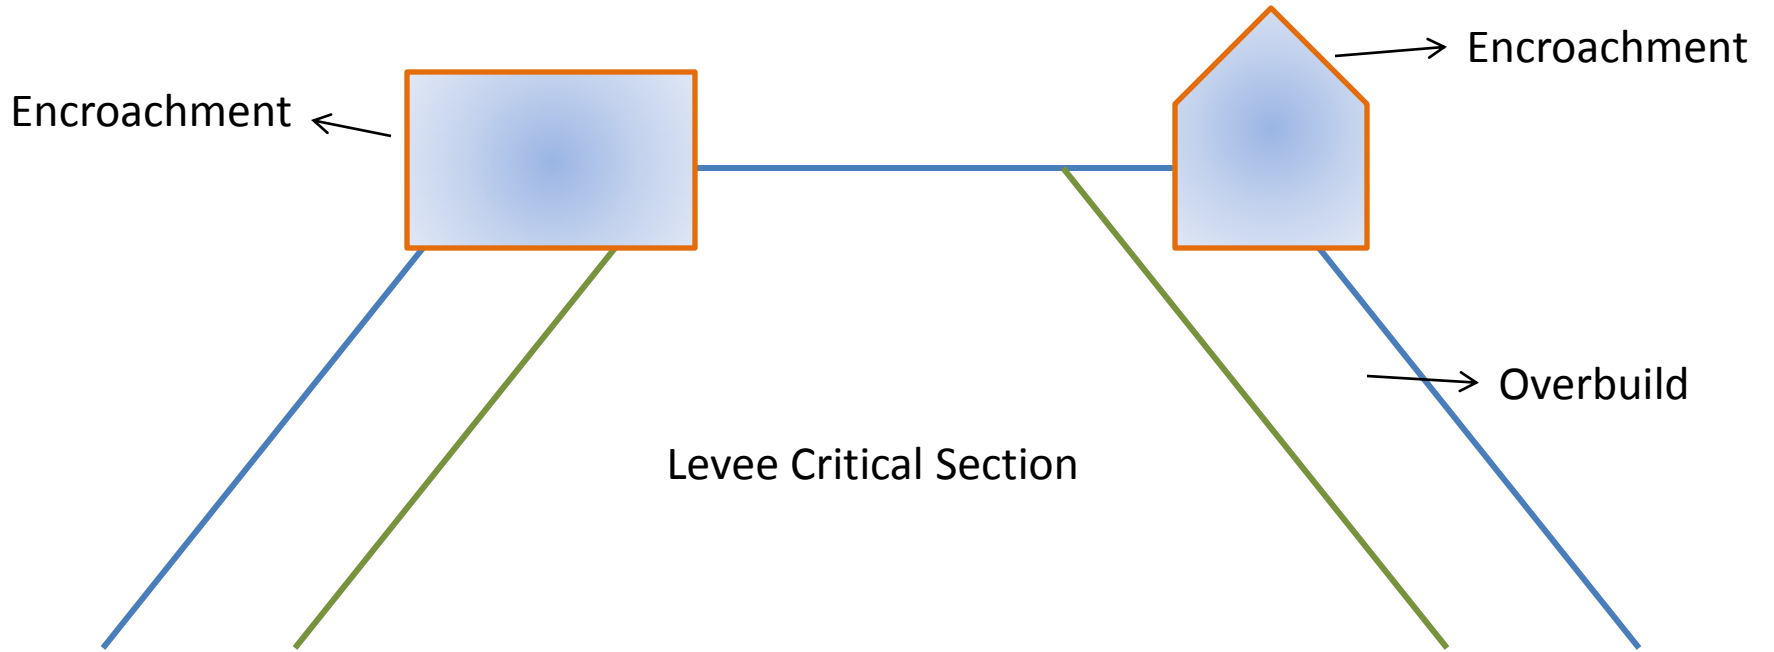 Encroachment
Encroachment
Overbuild
Levee Critical Section